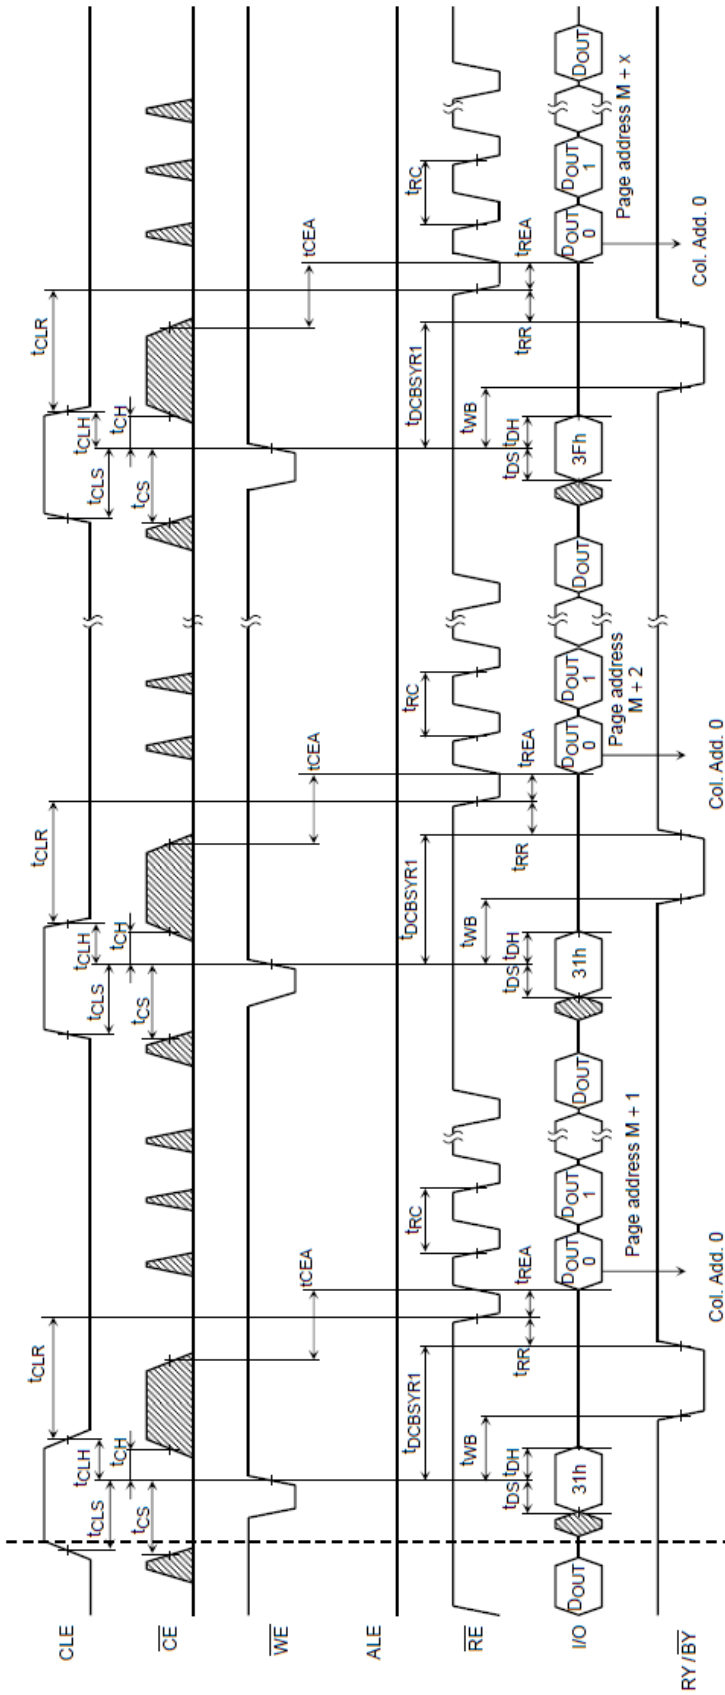 CLE
tCLS
tCLH
tCLR
tCLS
tCLH
tCLR
tCLS
tCLH
tCLR
CE
tCS
tCH
tCS
tCH
tCS
tCH
WE
tCEA
tCEA
tCEA
ALE
tDCBSYR1
tRC
tDCBSYR1
tRC
tDCBSYR1
tRC
RE
tWB
tWB
tWB
tDS
tDH
tRR
tREA
tDS
tDH
tRR
tREA
tDS
tDH
tRR
tREA
I/O
DOUT
31h
DOUT 0
DOUT 1
DOUT
31h
DOUT 0
DOUT 1
DOUT
3Fh
DOUT 0
DOUT 1
DOUT
Page address M + 1
Page address
M + 2
Page address M + x
RY/BY
Col. Add. 0
Col. Add. 0
Col. Add. 0